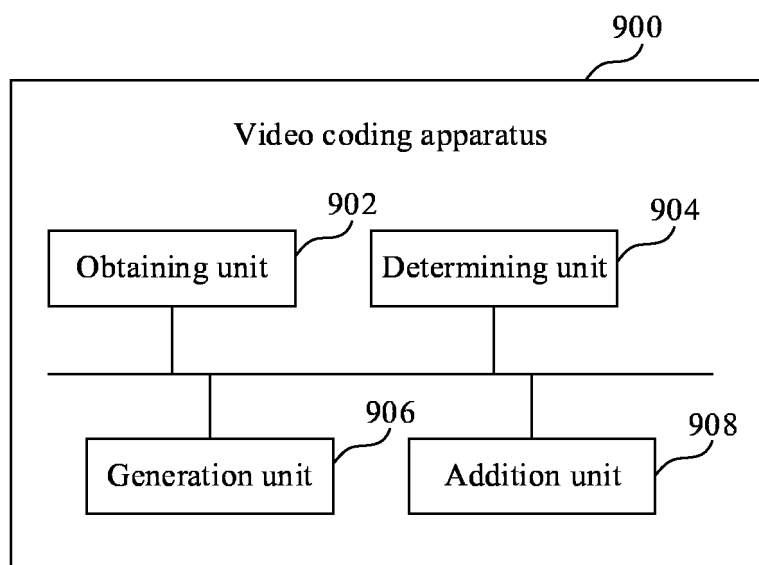 900
Video coding apparatus
902
904
Obtaining unit
Determining unit
906
908
Generation unit
Addition unit